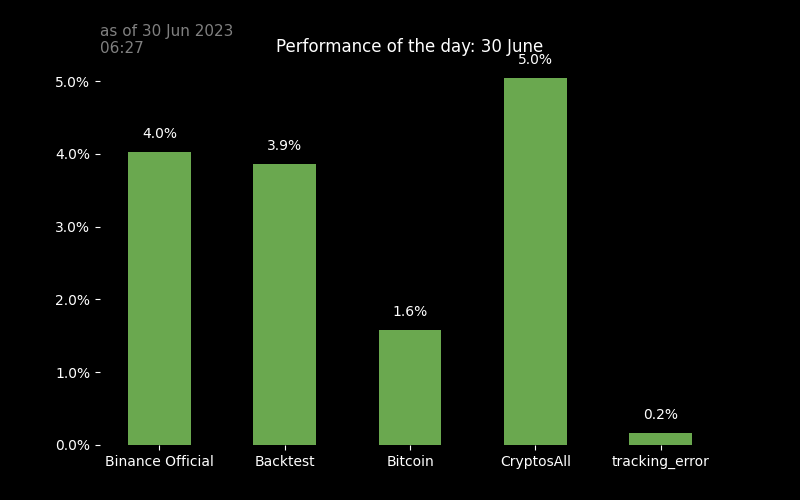 as of 30 Jun 2023
06:27
Performance of the day: 30 June
5.0%
4.0%
3.0%
2.0%
1.0%
0.0%
4.0%
3.9%
1.6%
5.0%
0.2%
Binance Official
Backtest
Bitcoin
CryptosAll
tracking_error